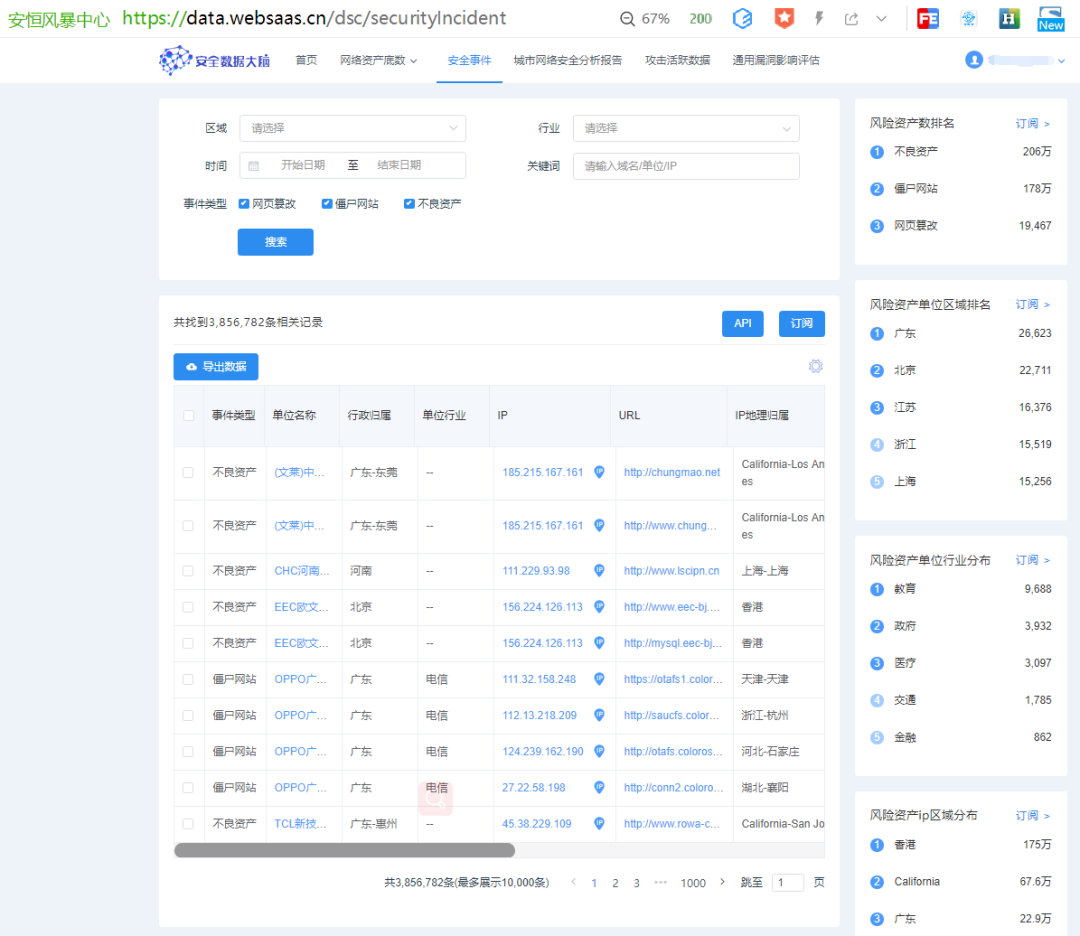 安恒风暴中心 https://data.websaas.cn/dsc/securityIncident 67% 200 New
安全数据大脑 首页 网络资产底数 安全事件 城市网络安全分析报告 攻击活跃数据 通用漏洞影响评估
区域 请选择 行业 请选择
时间 开始日期 至 结束日期 关键词 请输入域名/单位/IP
事件类型 网页篡改 僵尸网站 不良资产
搜索
共找到3,856,782条相关记录 API 订阅
导出数据
事件类型 单位名称 行政归属 单位行业 IP URL IP地理归属
不良资产 (文莱)中... 广东-东莞 -- 185.215.167.161 http://chungmao.net California-Los An
es
不良资产 (文莱)中... 广东-东莞 -- 185.215.167.161 http://www.chung... California-Los An
es
不良资产 CHC河南... 河南 -- 111.229.93.98 http://www.lscipn.cn 上海-上海
不良资产 EEC欧文... 北京 -- 156.224.126.113 http://www.eec-bj.... 香港
不良资产 EEC欧文... 北京 -- 156.224.126.113 http://mysql.eec-bj... 香港
僵尸网站 OPPO广... 广东 电信 111.32.158.248 https://otafs1.color... 天津-天津
僵尸网站 OPPO广... 广东 电信 112.13.218.209 http://saucfs.color... 浙江-杭州
僵尸网站 OPPO广... 广东 电信 124.239.162.190 http://otafs.coloros... 河北-石家庄
僵尸网站 OPPO广... 广东 电信 27.22.58.198 http://conn2.coloro... 湖北-襄阳
不良资产 TCL新技... 广东-惠州 -- 45.38.229.109 http://www.rowa-c... California-San Jo
共3,856,782条(最多展示10,000条) < 1 2 3 ··· 1000 > 跳至 1 页
风险资产数排名 订阅 >
1 不良资产 206万
2 僵尸网站 178万
3 网页篡改 19,467
风险资产单位区域排名 订阅 >
1 广东 26,623
2 北京 22,711
3 江苏 16,376
4 浙江 15,519
5 上海 15,256
风险资产单位行业分布 订阅 >
1 教育 9,688
2 政府 3,932
3 医疗 3,097
4 交通 1,785
5 金融 862
风险资产ip区域分布 订阅 >
1 香港 175万
2 California 67.6万
3 广东 22.9万